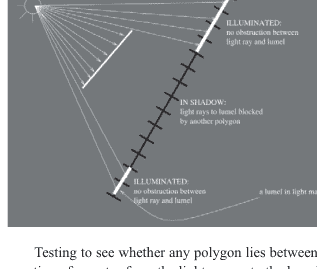 ILLUMINATED:
no obstruction between
light ray and lumel
IN SHADOW:
light rays to lumel blocked
by another polygon
ILLUMINATED:
no obstruction between
light ray and lumel
a lumel in light ma
Testing to see whether any polygon lies between